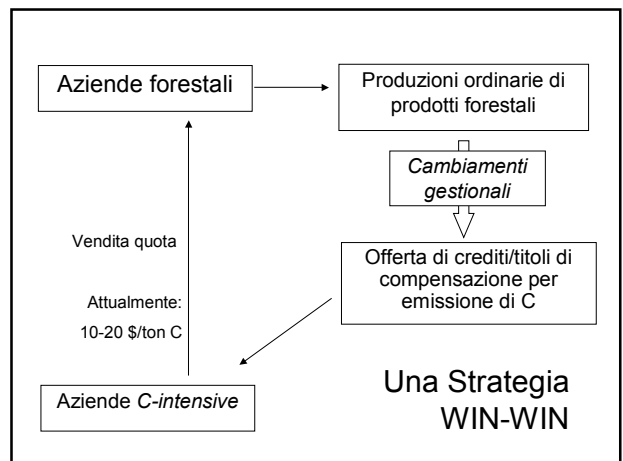 Aziende forestali
Produzioni ordinarie di
prodotti forestali
Cambiamenti
gestionali
Vendita quota
Attualmente:
10-20 $/ton C
Offerta di crediti/titoli di
compensazione per
emissione di C
Aziende C-intensive
Una Strategia
WIN-WIN